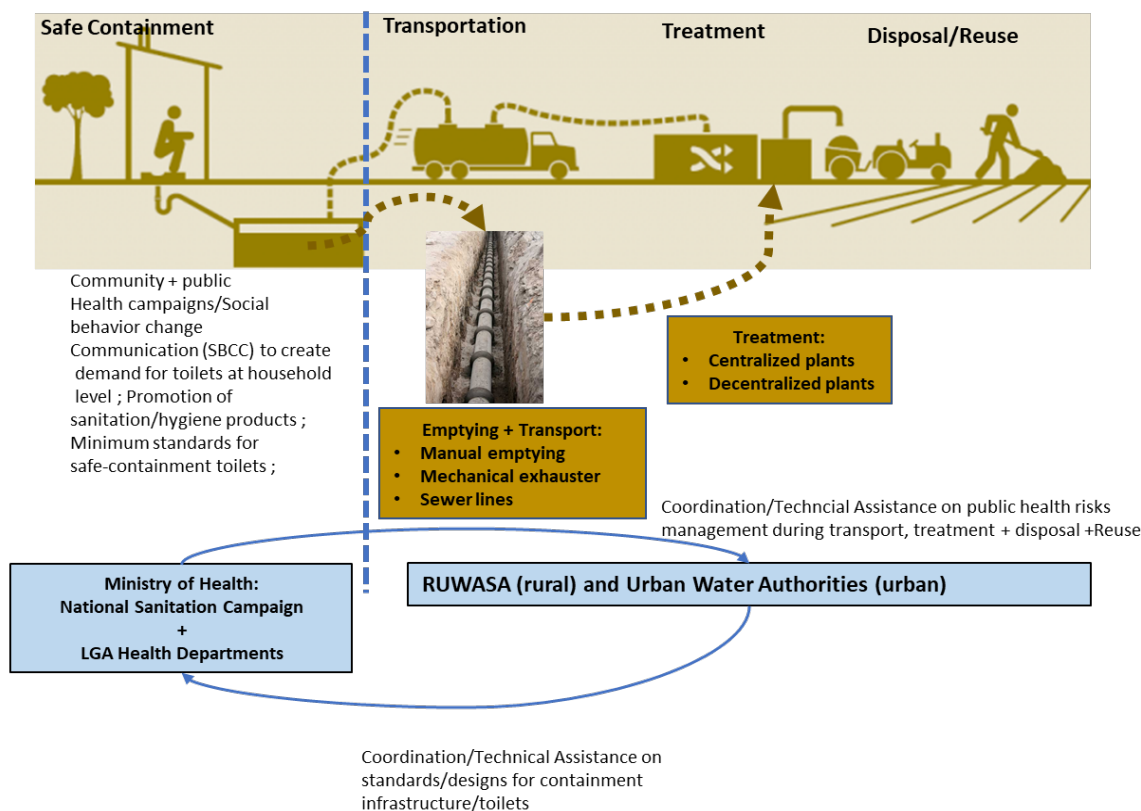 Safe Containment
Transportation
Treatment
Disposal/Reuse
Community + public
Health campaigns/Social
behavior change
Communication (SBCC) to create
demand for toilets at household
level ; Promotion of
sanitation/hygiene products ;
Minimum standards for
safe-containment toilets ;
Emptying + Transport:
• Manual emptying
• Mechanical exhauster
• Sewer lines
Treatment:
• Centralized plants
• Decentralized plants
Coordination/Techncial Assistance on public health risks
management during transport, treatment + disposal +Reuse
Ministry of Health:
National Sanitation Campaign
+
LGA Health Departments
RUWASA (rural) and Urban Water Authorities (urban)
Coordination/Technical Assistance on
standards/designs for containment
infrastructure/toilets